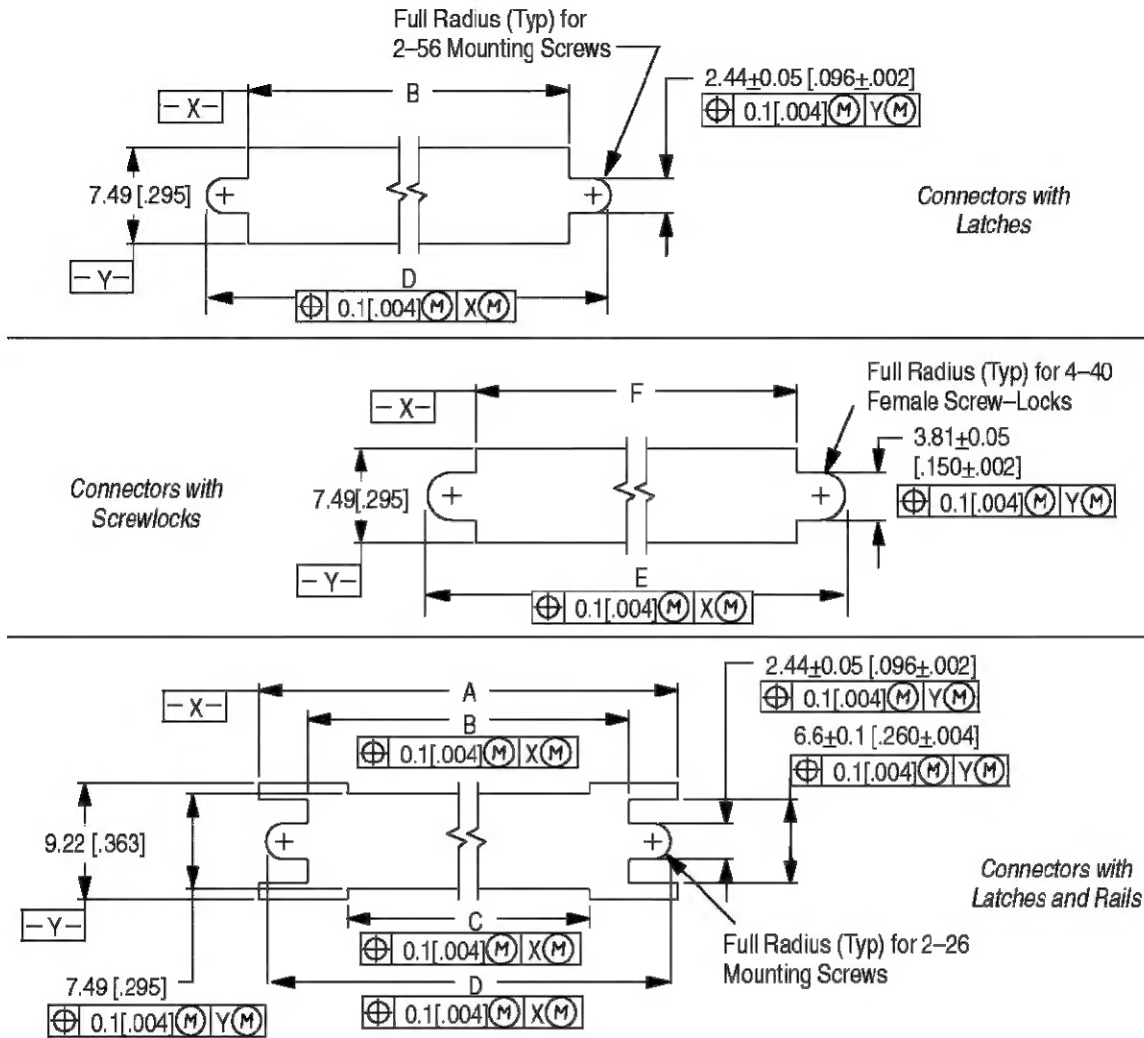 Full Radius (Typ) for
2–56 Mounting Screws
2.44±0.05 [.096±.002]
⌖ 0.1[.004]Ⓜ YⓂ
– X –
B
7.49 [.295]
Connectors with
Latches
– Y –
D
⌖ 0.1[.004]Ⓜ XⓂ
Full Radius (Typ) for 4–40
Female Screw–Locks
– X –
F
3.81±0.05
[.150±.002]
⌖ 0.1[.004]Ⓜ YⓂ
Connectors with
Screwlocks
7.49[.295]
– Y –
E
⌖ 0.1[.004]Ⓜ XⓂ
2.44±0.05 [.096±.002]
⌖ 0.1[.004]Ⓜ YⓂ
– X –
A
B
⌖ 0.1[.004]Ⓜ XⓂ
6.6±0.1 [.260±.004]
⌖ 0.1[.004]Ⓜ YⓂ
9.22 [.363]
Connectors with
Latches and Rails
– Y –
C
⌖ 0.1[.004]Ⓜ XⓂ
Full Radius (Typ) for 2–26
Mounting Screws
7.49 [.295]
⌖ 0.1[.004]Ⓜ YⓂ
D
⌖ 0.1[.004]Ⓜ XⓂ